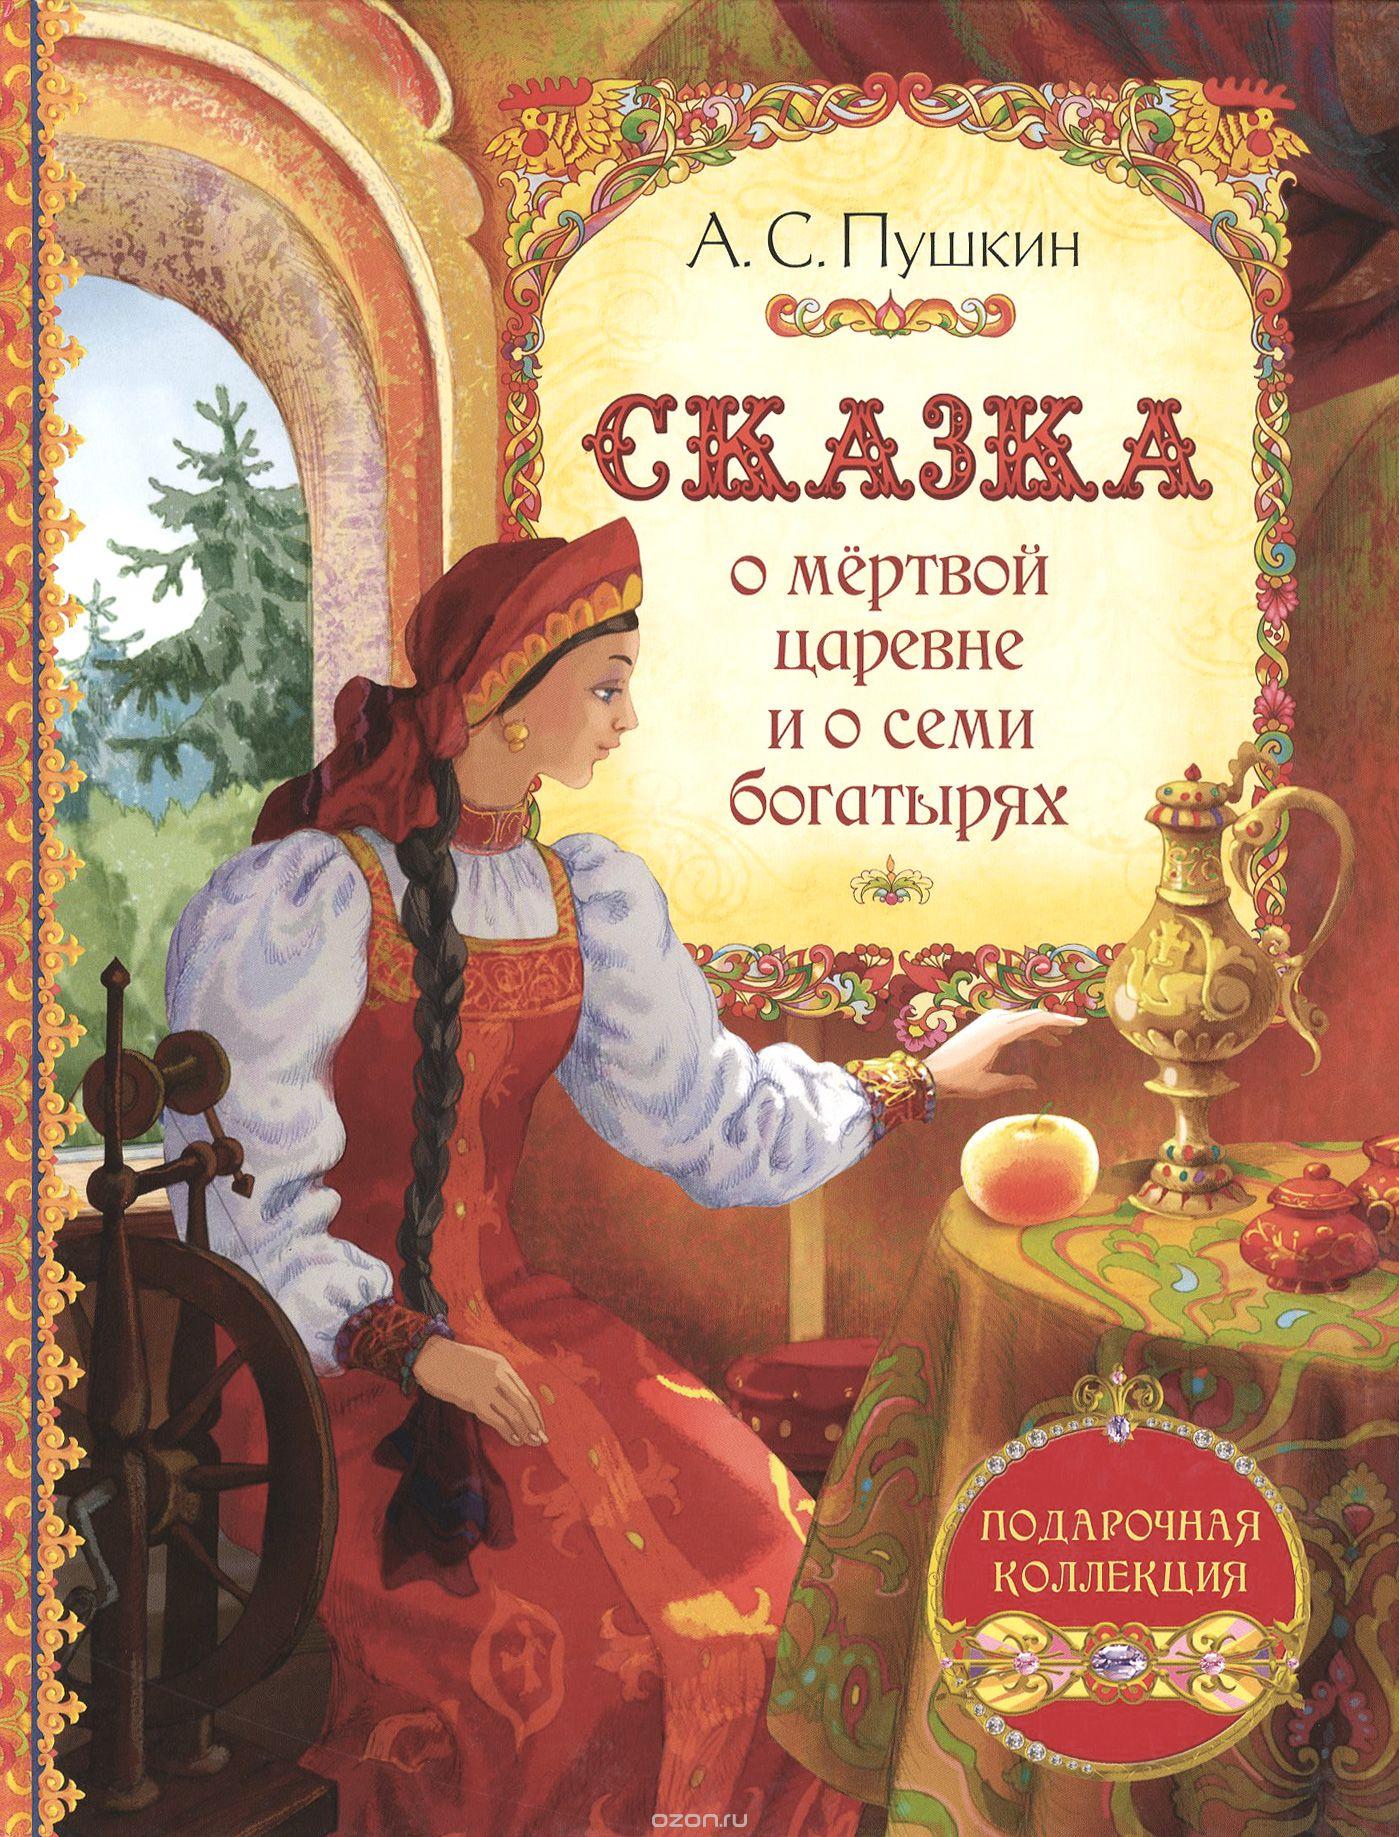 А. С. Пушкин
СКАЗКА
о мёртвой
царевне
и о семи
богатырях
ПОДАРОЧНАЯ
КОЛЛЕКЦИЯ
ozon.ru